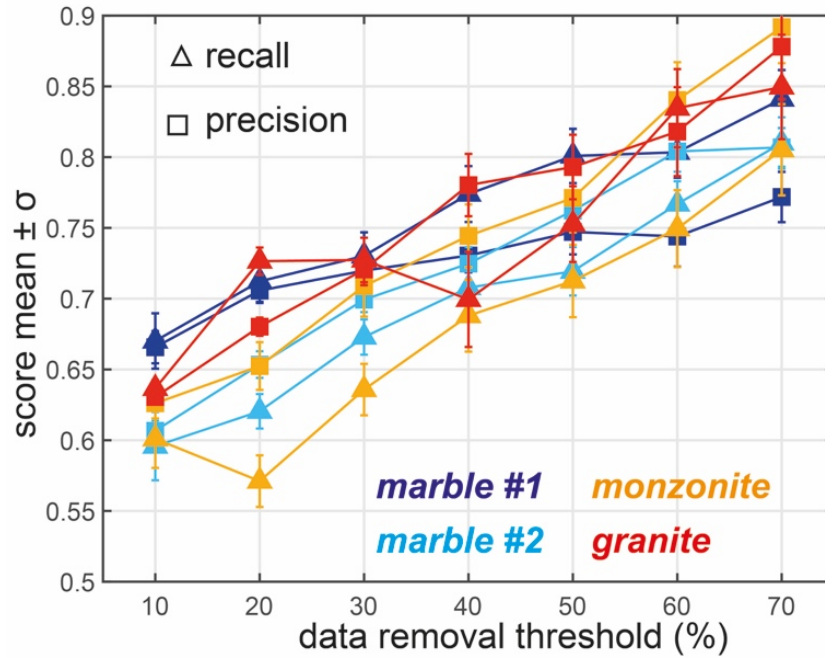 0.9
0.85
0.8
0.75
0.7
0.65
0.6
0.55
0.5
score mean ± σ
recall
precision
marble #1 monzonite
marble #2 granite
10 20 30 40 50 60 70
data removal threshold (%)